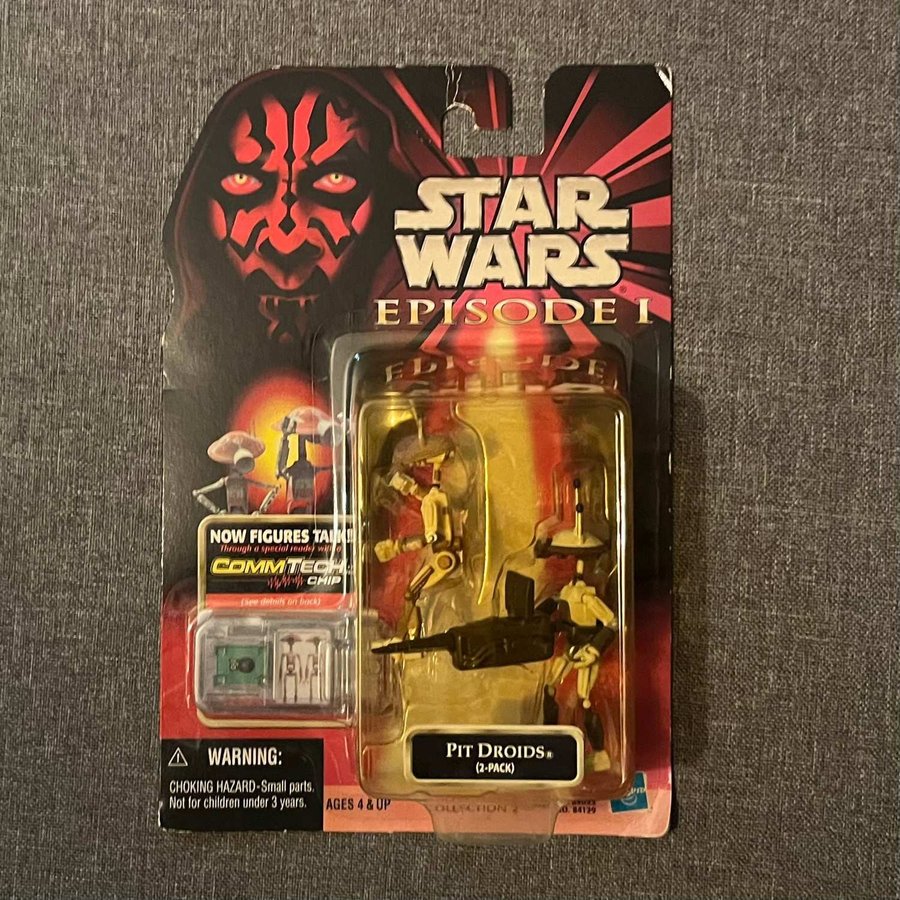 STAR
WARS®
EPISODE I
NOW FIGURES TALK!!
Through a special reader with a
COMMTECH
CHIP
(See details on back)
PIT DROIDS®
(2-PACK)
⚠ WARNING:
CHOKING HAZARD-Small parts.
Not for children under 3 years.
AGES 4 & UP
COLLECTION 2
84129